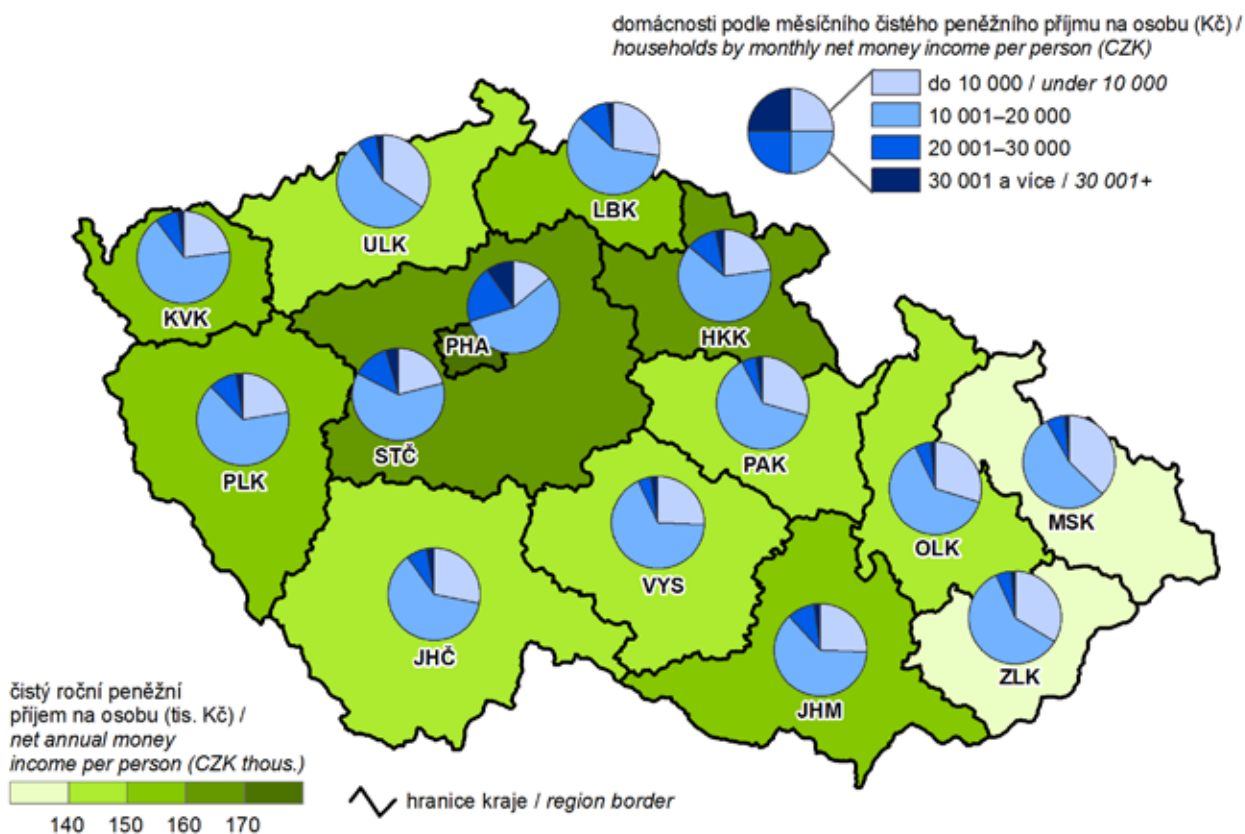 domácnosti podle měsíčního čistého peněžního příjmu na osobu (Kč) /
households by monthly net money income per person (CZK)
do 10 000 / under 10 000
10 001–20 000
20 001–30 000
30 001 a více / 30 001+
LBK
ULK
KVK
PHA
HKK
STČ
PAK
PLK
MSK
OLK
VYS
JHČ
ZLK
JHM
čistý roční peněžní
příjem na osobu (tis. Kč) /
net annual money
income per person (CZK thous.)
140 150 160 170
hranice kraje / region border